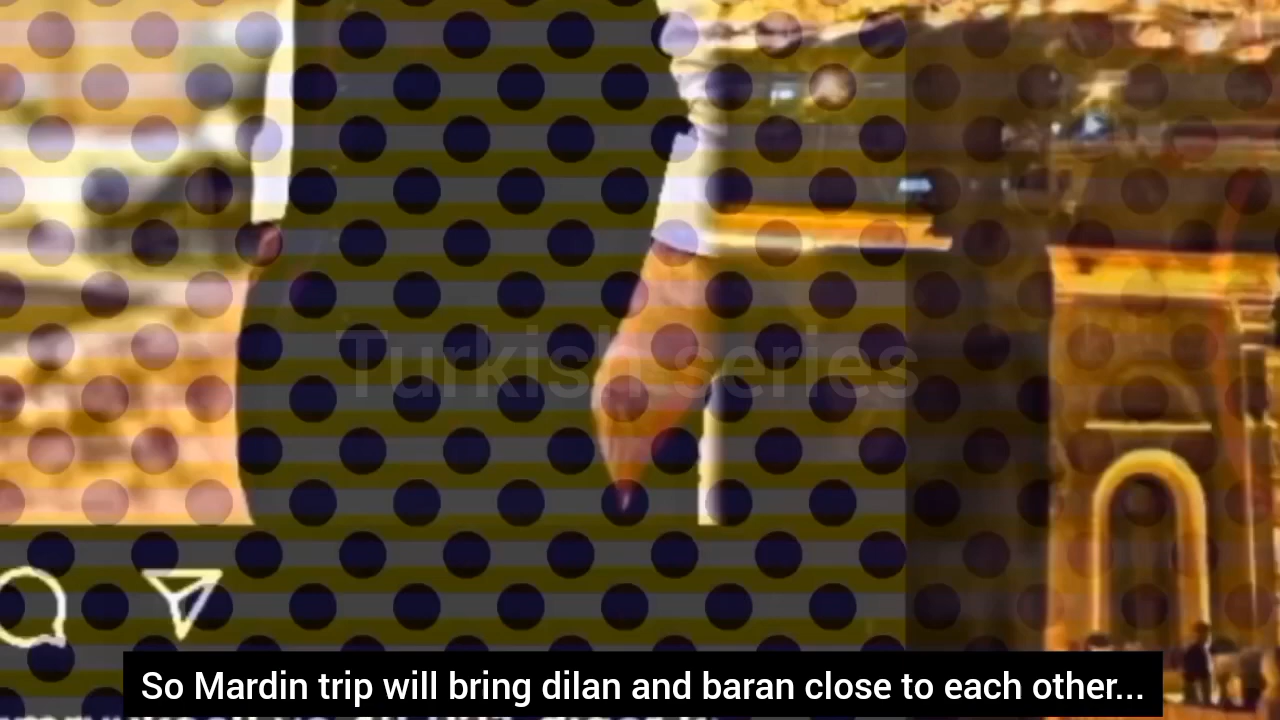 Turkish series
So Mardin trip will bring dilan and baran close to each other...